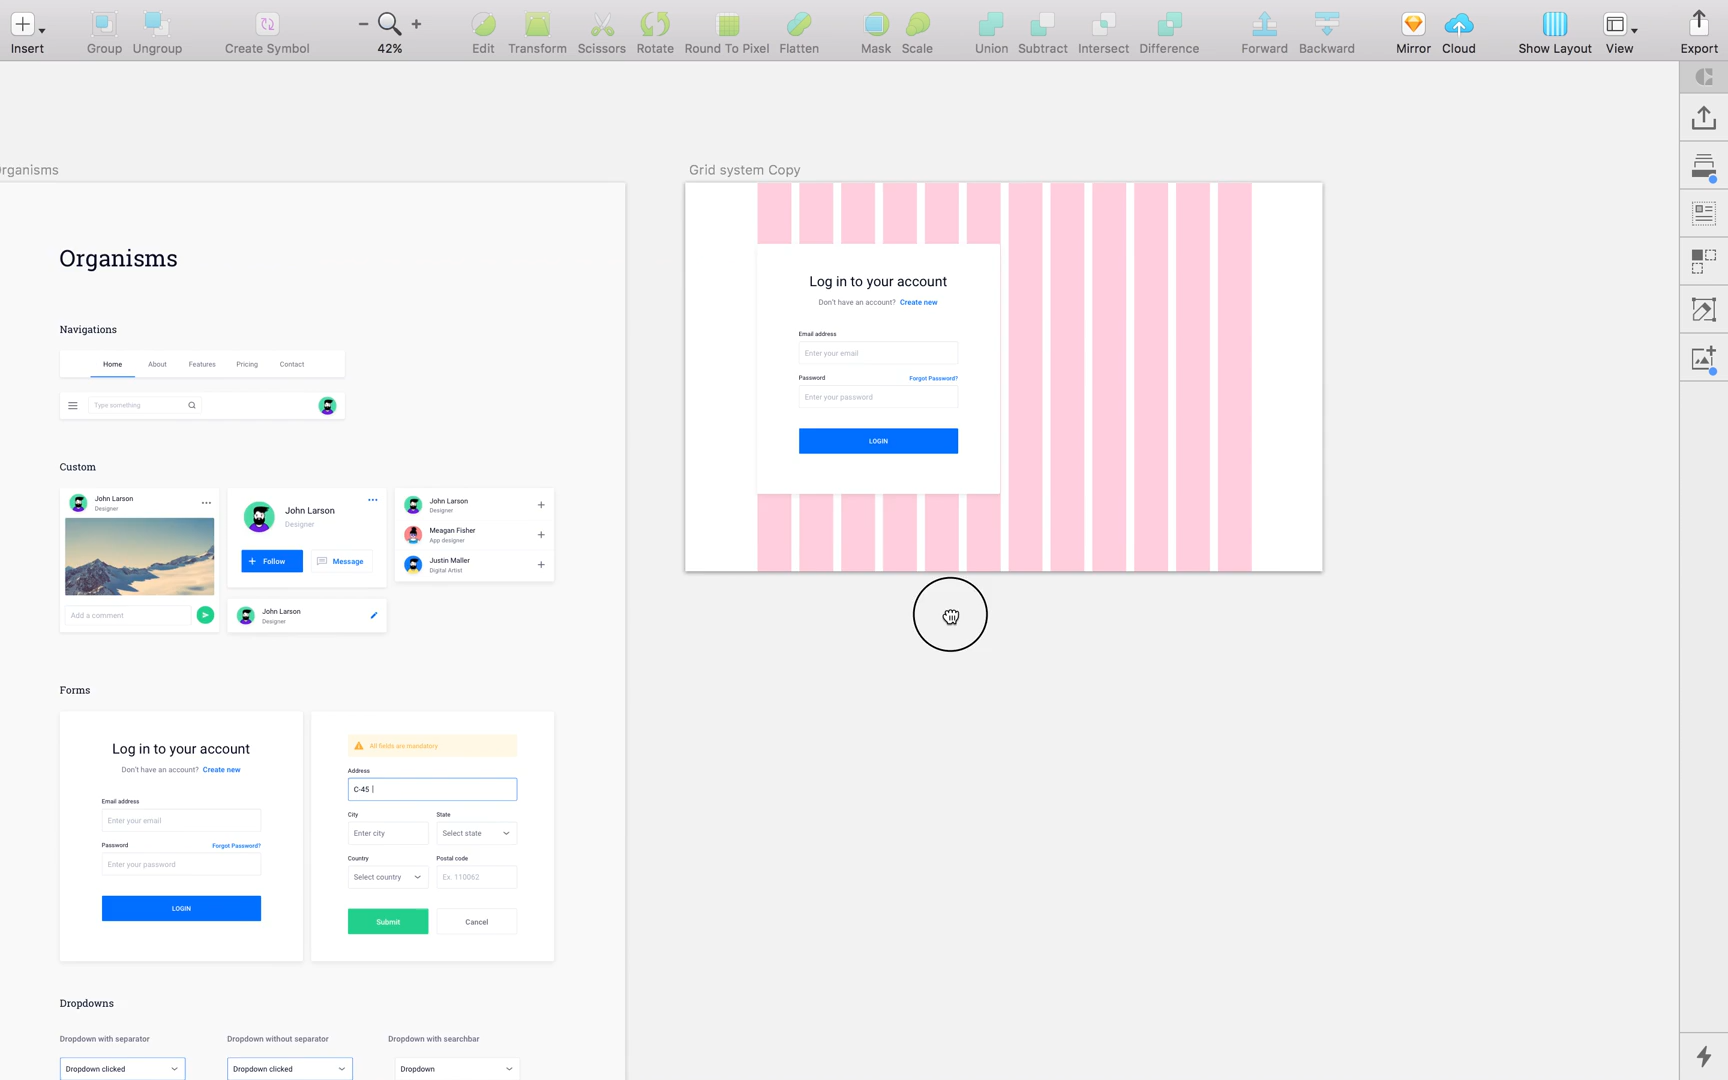 Insert
Group
Ungroup
Create Symbol
42%
Edit
Transform
Scissors
Rotate
Round To Pixel
Flatten
Mask
Scale
Union
Subtract
Intersect
Difference
Forward
Backward
Mirror
Cloud
Show Layout
View
Export
rganisms
Grid system Copy
Organisms
Navigations
Home
About
Features
Pricing
Contact
Type something
Custom
John Larson
Designer
Add a comment
John Larson
Designer
Follow
Message
John Larson
Designer
John Larson
Designer
Meagan Fisher
App designer
Justin Maller
Digital Artist
Forms
Log in to your account
Don't have an account? Create new
Email address
Enter your email
Password
Forgot Password?
Enter your password
LOGIN
All fields are mandatory
Address
C-45 |
City
State
Enter city
Select state
Country
Postal code
Select country
Ex. 110062
Submit
Cancel
Dropdowns
Dropdown with separator
Dropdown without separator
Dropdown with searchbar
Dropdown clicked
Dropdown clicked
Dropdown
Log in to your account
Don't have an account? Create new
Email address
Enter your email
Password
Forgot Password?
Enter your password
LOGIN